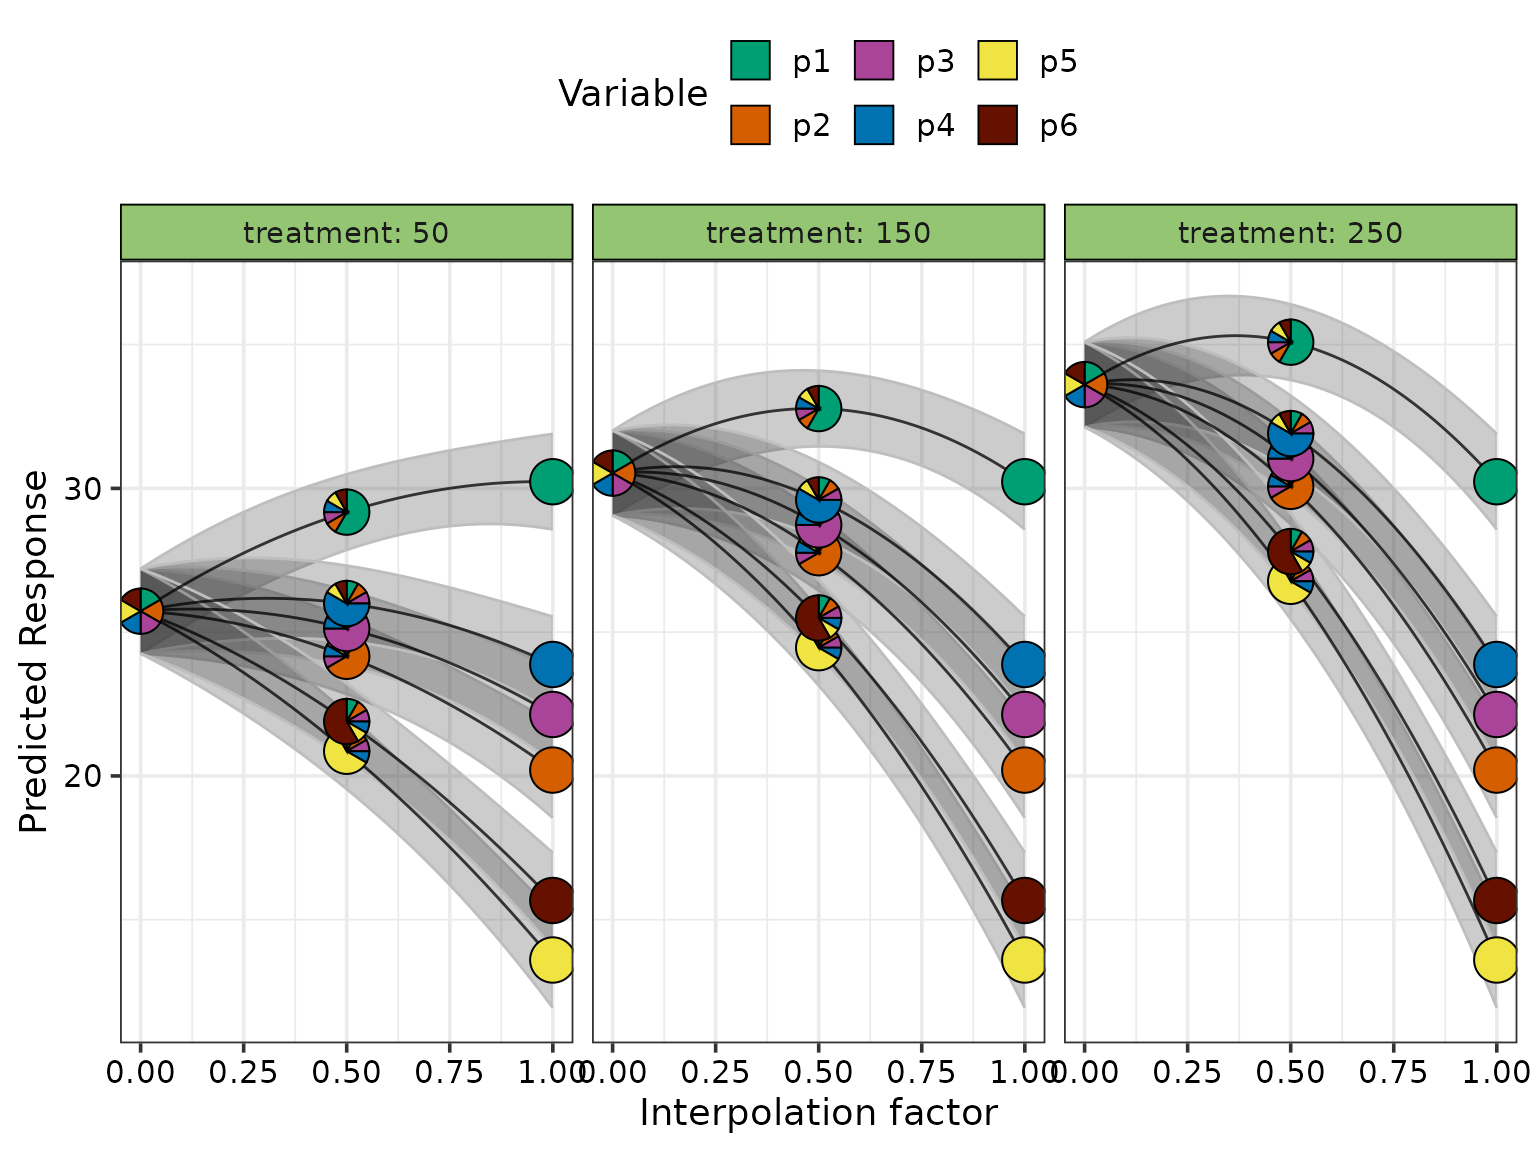 Variable
p1 p3 p5
p2 p4 p6
treatment: 50 treatment: 150 treatment: 250
Predicted Response
30
20
0.00 0.25 0.50 0.75 1.00 0.00 0.25 0.50 0.75 1.00 0.00 0.25 0.50 0.75 1.00
Interpolation factor